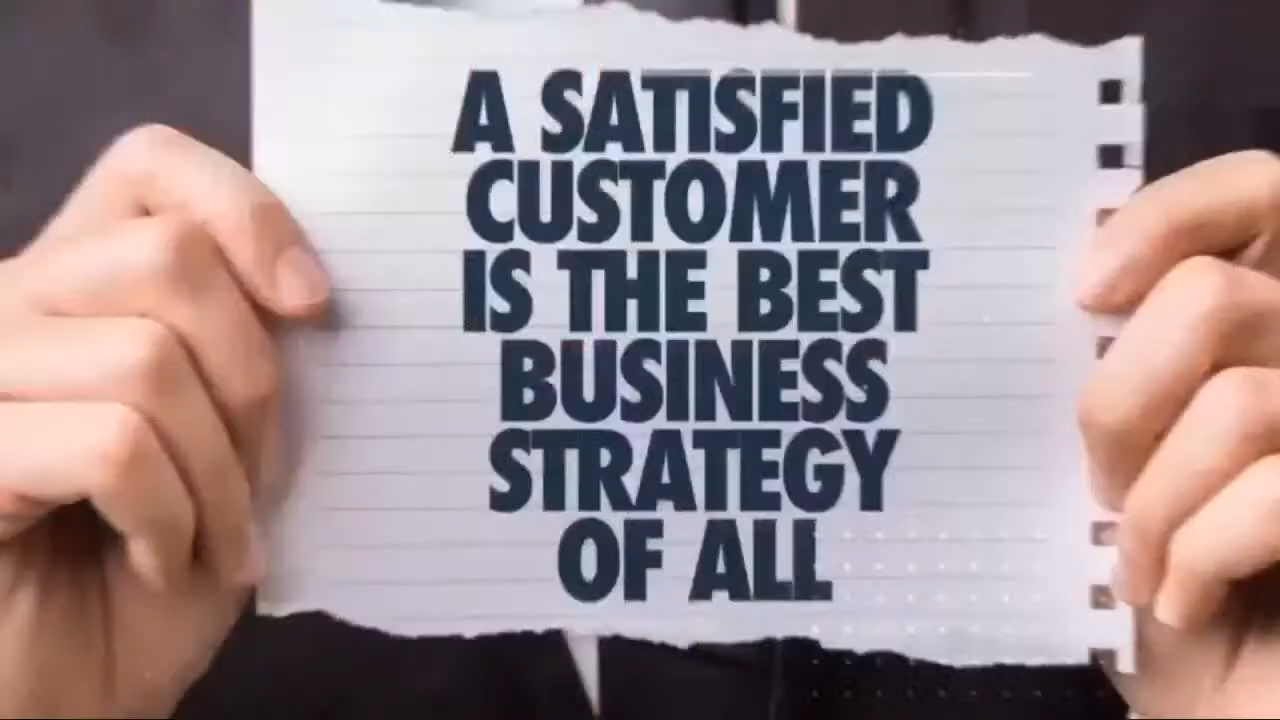 A SATISFIED
CUSTOMER
IS THE BEST
BUSINESS
STRATEGY
OF ALL